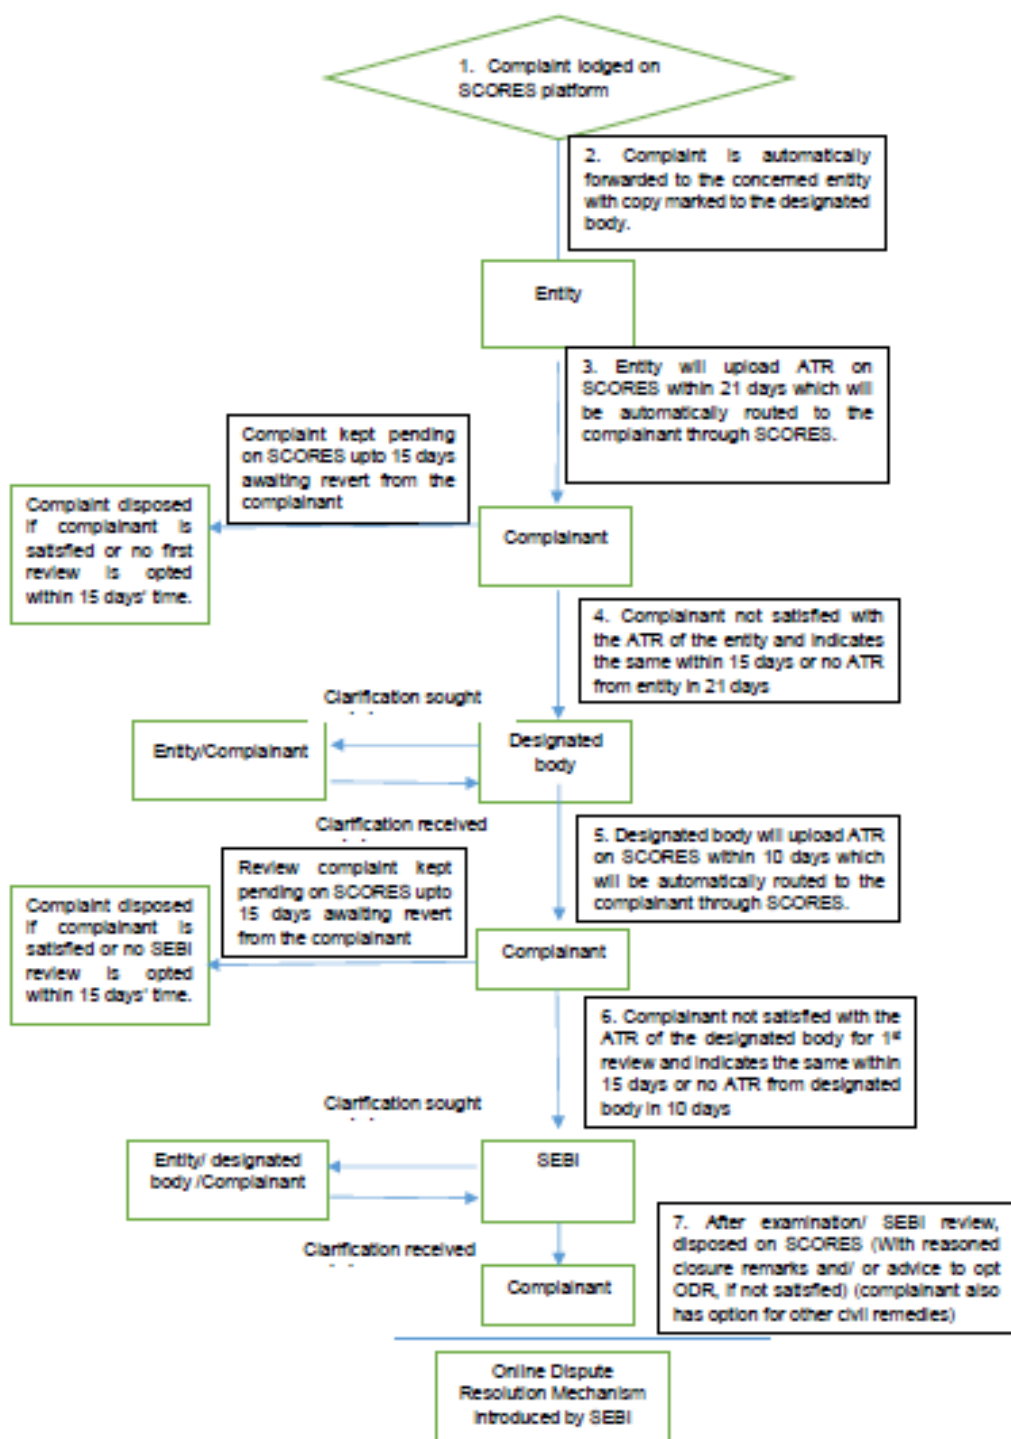 1. Complaint lodged on
SCORES platform
2. Complaint is automatically
forwarded to the concerned entity
with copy marked to the designated
body.
Entity
3. Entity will upload ATR on
SCORES within 21 days which will
be automatically routed to the
complainant through SCORES.
Complaint kept pending
on SCORES upto 15 days
awaiting revert from the
complainant
Complaint disposed
if complainant is
satisfied or no first
review is opted
within 15 days' time.
Complainant
4. Complainant not satisfied with
the ATR of the entity and indicates
the same within 15 days or no ATR
from entity in 21 days
Clarification sought
Entity/Complainant
Designated
body
Clarification received
5. Designated body will upload ATR
on SCORES within 10 days which
will be automatically routed to the
complainant through SCORES.
Review complaint kept
pending on SCORES upto
15 days awaiting revert
from the complainant
Complaint disposed
if complainant is
satisfied or no SEBI
review is opted
within 15 days' time.
Complainant
6. Complainant not satisfied with the
ATR of the designated body for 1st
review and indicates the same within
15 days or no ATR from designated
body in 10 days
Clarification sought
Entity/ designated
body /Complainant
SEBI
Clarification received
7. After examination/ SEBI review,
disposed on SCORES (With reasoned
closure remarks and/ or advice to opt
ODR, if not satisfied) (complainant also
has option for other civil remedies)
Complainant
Online Dispute
Resolution Mechanism
introduced by SEBI